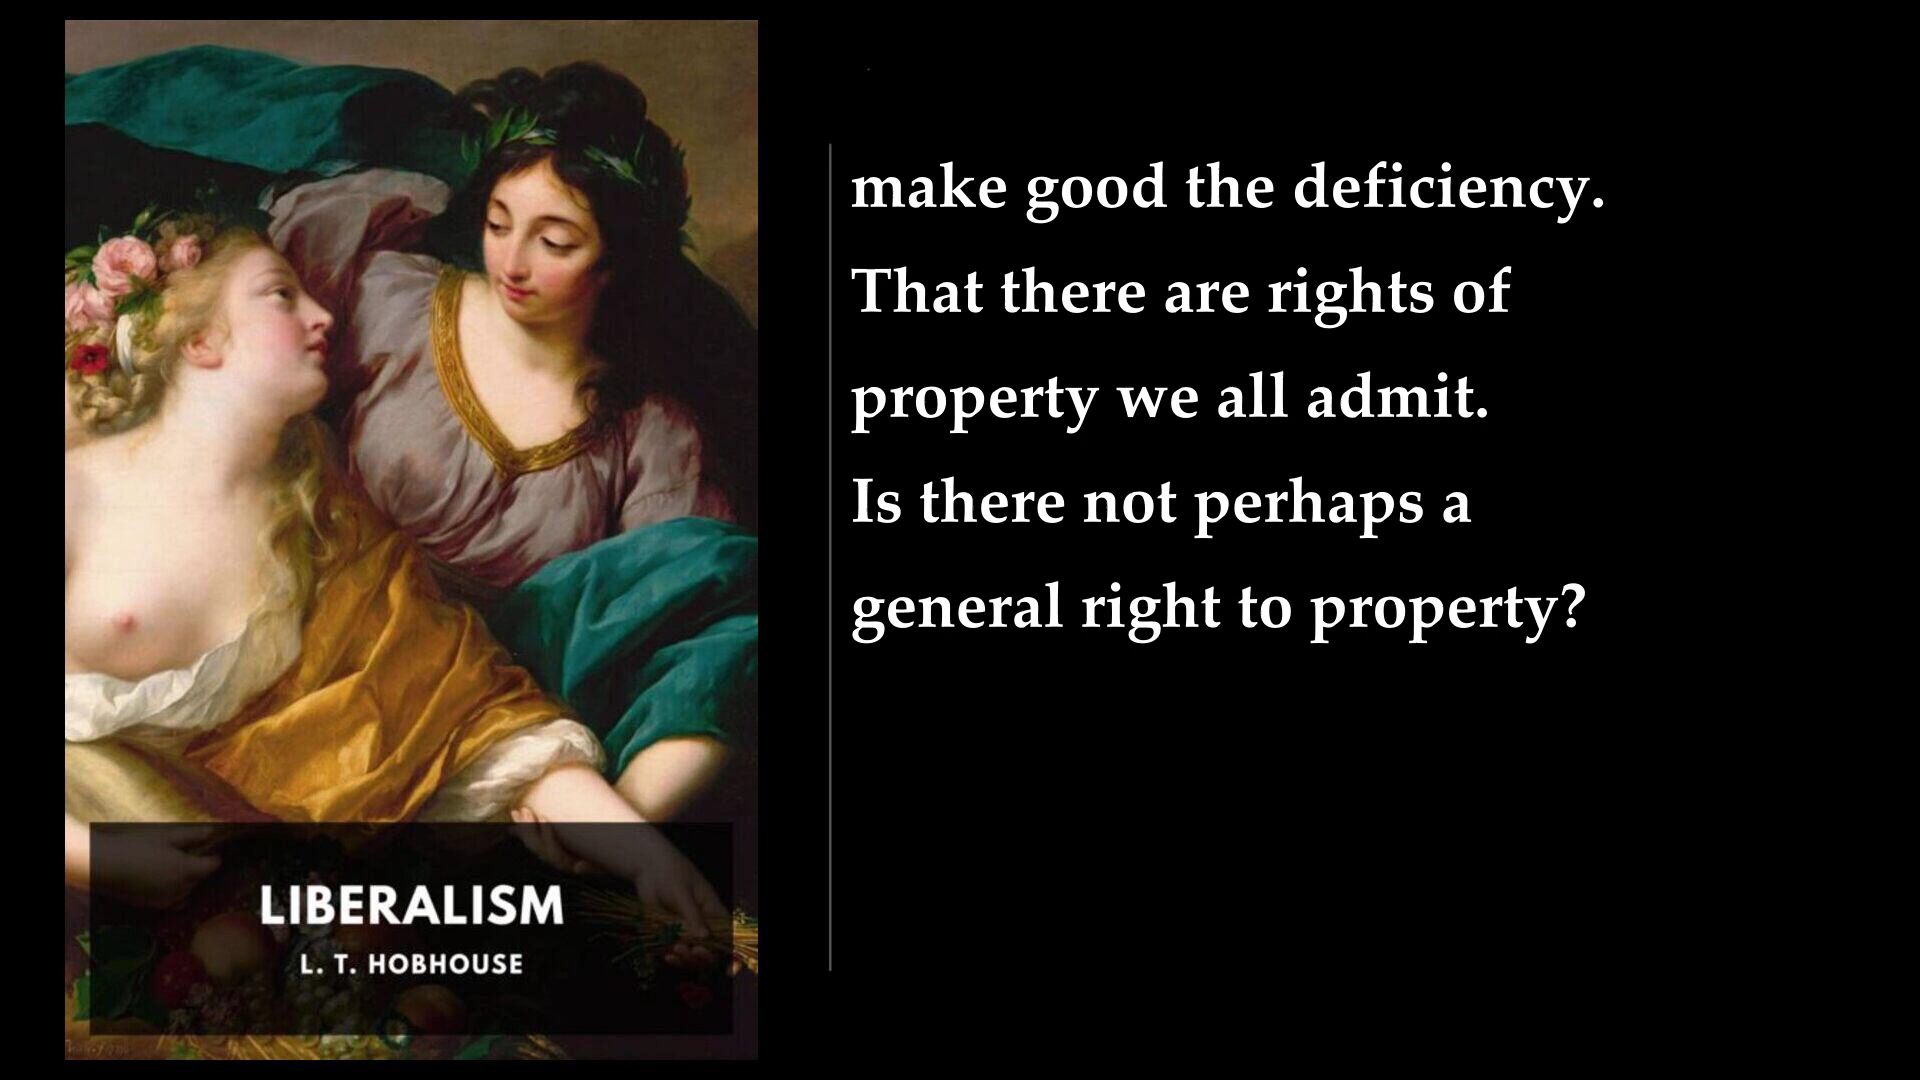 make good the deficiency.
That there are rights of
property we all admit.
Is there not perhaps a
general right to property?
LIBERALISM
L. T. HOBHOUSE